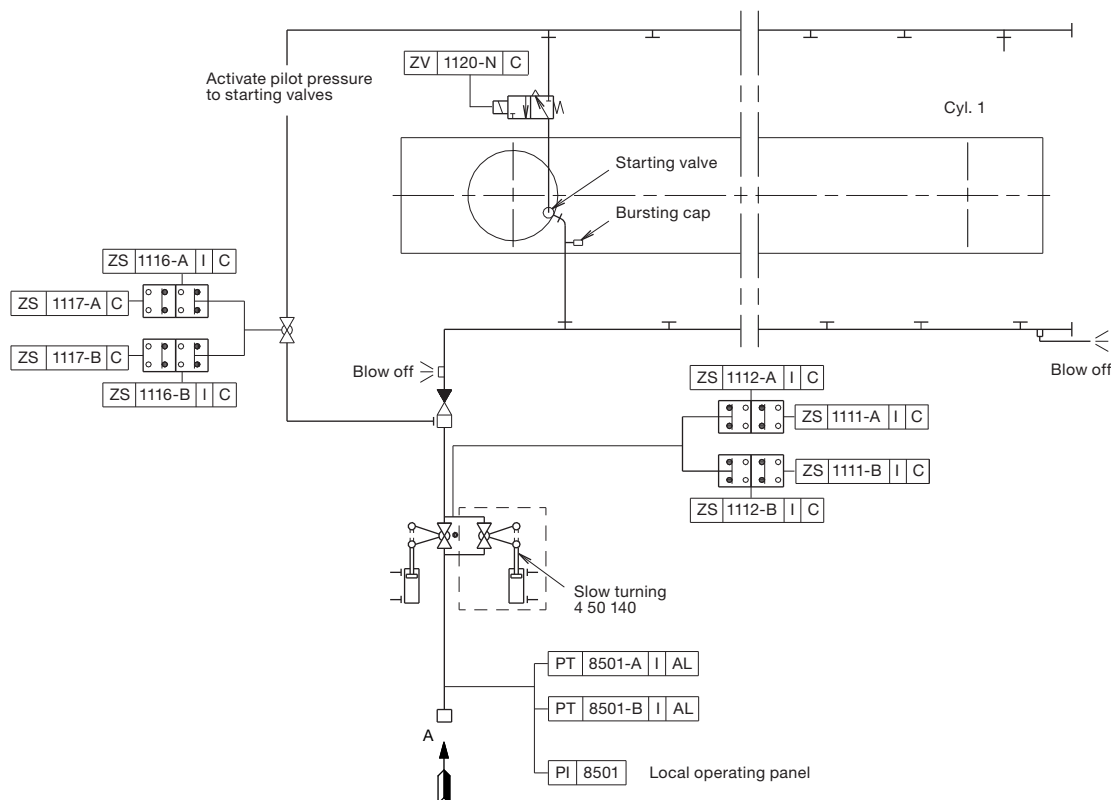 ZV 1120-N C
Activate pilot pressure
to starting valves
Cyl. 1
Starting valve
Bursting cap
ZS 1116-A I C
ZS 1117-A C
ZS 1117-B C
ZS 1116-B I C
Blow off
Blow off
ZS 1112-A I C
ZS 1111-A I C
ZS 1111-B I C
ZS 1112-B I C
Slow turning
4 50 140
PT 8501-A I AL
PT 8501-B I AL
A
PI 8501 Local operating panel